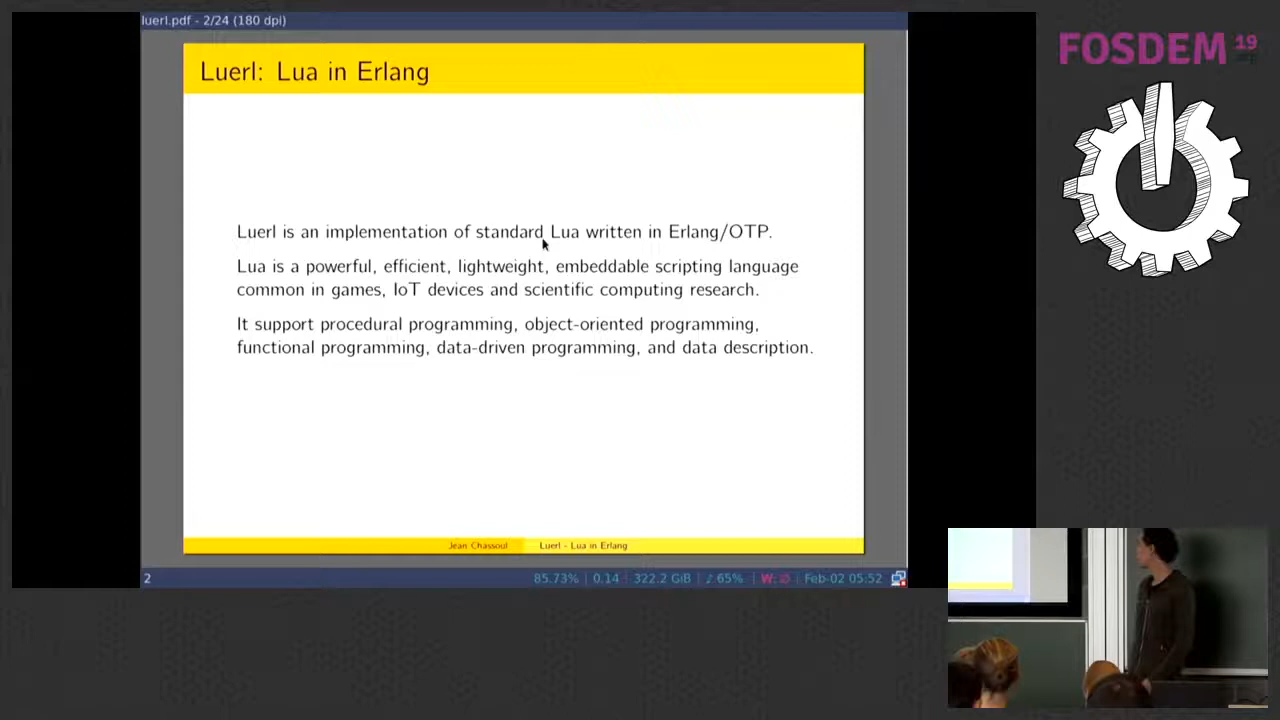 luerl.pdf - 2/24 (180 dpi)
FOSDEM 19
.org
Luerl: Lua in Erlang
Luerl is an implementation of standard Lua written in Erlang/OTP.
Lua is a powerful, efficient, lightweight, embeddable scripting language
common in games, IoT devices and scientific computing research.
It support procedural programming, object-oriented programming,
functional programming, data-driven programming, and data description.
Jean Chassoul Luerl - Lua in Erlang
2 85.73% | 0.14 | 322.2 GiB | ♪65% | W:∅ | Feb-02 05:52